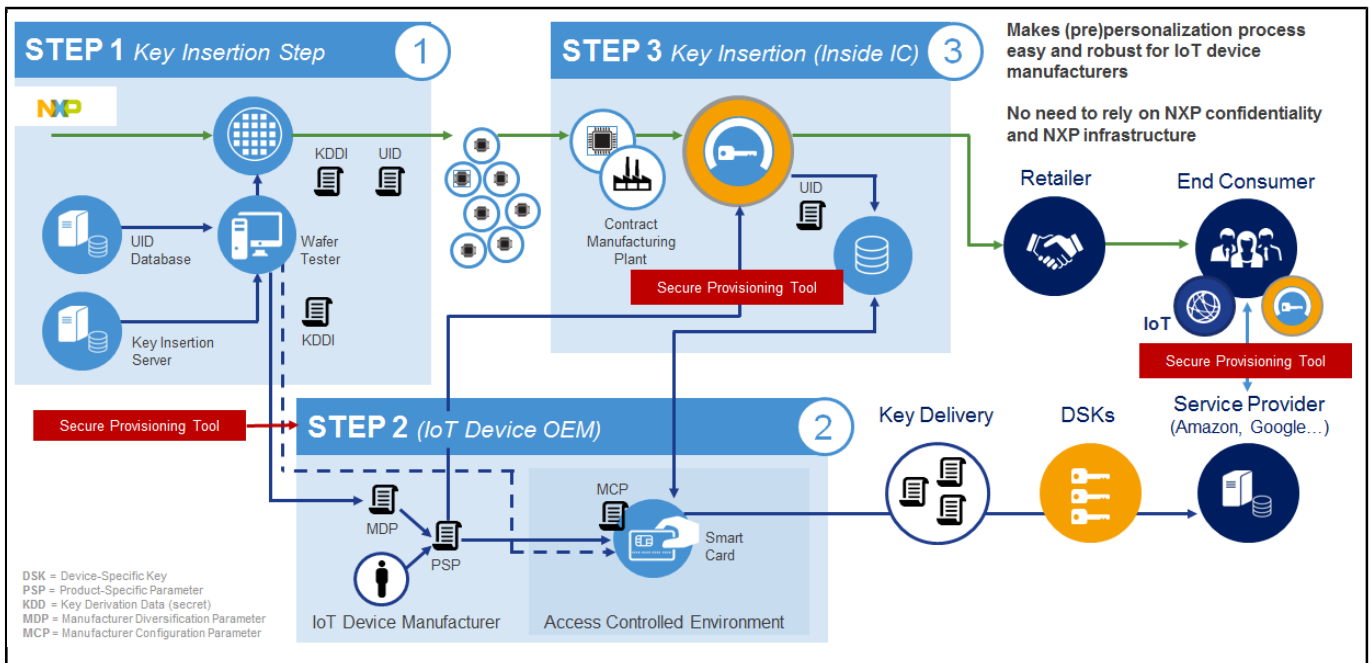 STEP 1 Key Insertion Step
1
NXP
KDDI
UID
UID
Database
Wafer
Tester
KDDI
Key Insertion
Server
STEP 3 Key Insertion (Inside IC)
3
Contract
Manufacturing
Plant
UID
Secure Provisioning Tool
Makes (pre)personalization process
easy and robust for IoT device
manufacturers
No need to rely on NXP confidentiality
and NXP infrastructure
Retailer
End Consumer
IoT
Secure Provisioning Tool
Secure Provisioning Tool
STEP 2 (IoT Device OEM)
2
MDP
PSP
IoT Device Manufacturer
MCP
Smart
Card
Access Controlled Environment
Key Delivery
DSKs
Service Provider
(Amazon, Google...)
DSK = Device-Specific Key
PSP = Product-Specific Parameter
KDD = Key Derivation Data (secret)
MDP = Manufacturer Diversification Parameter
MCP = Manufacturer Configuration Parameter